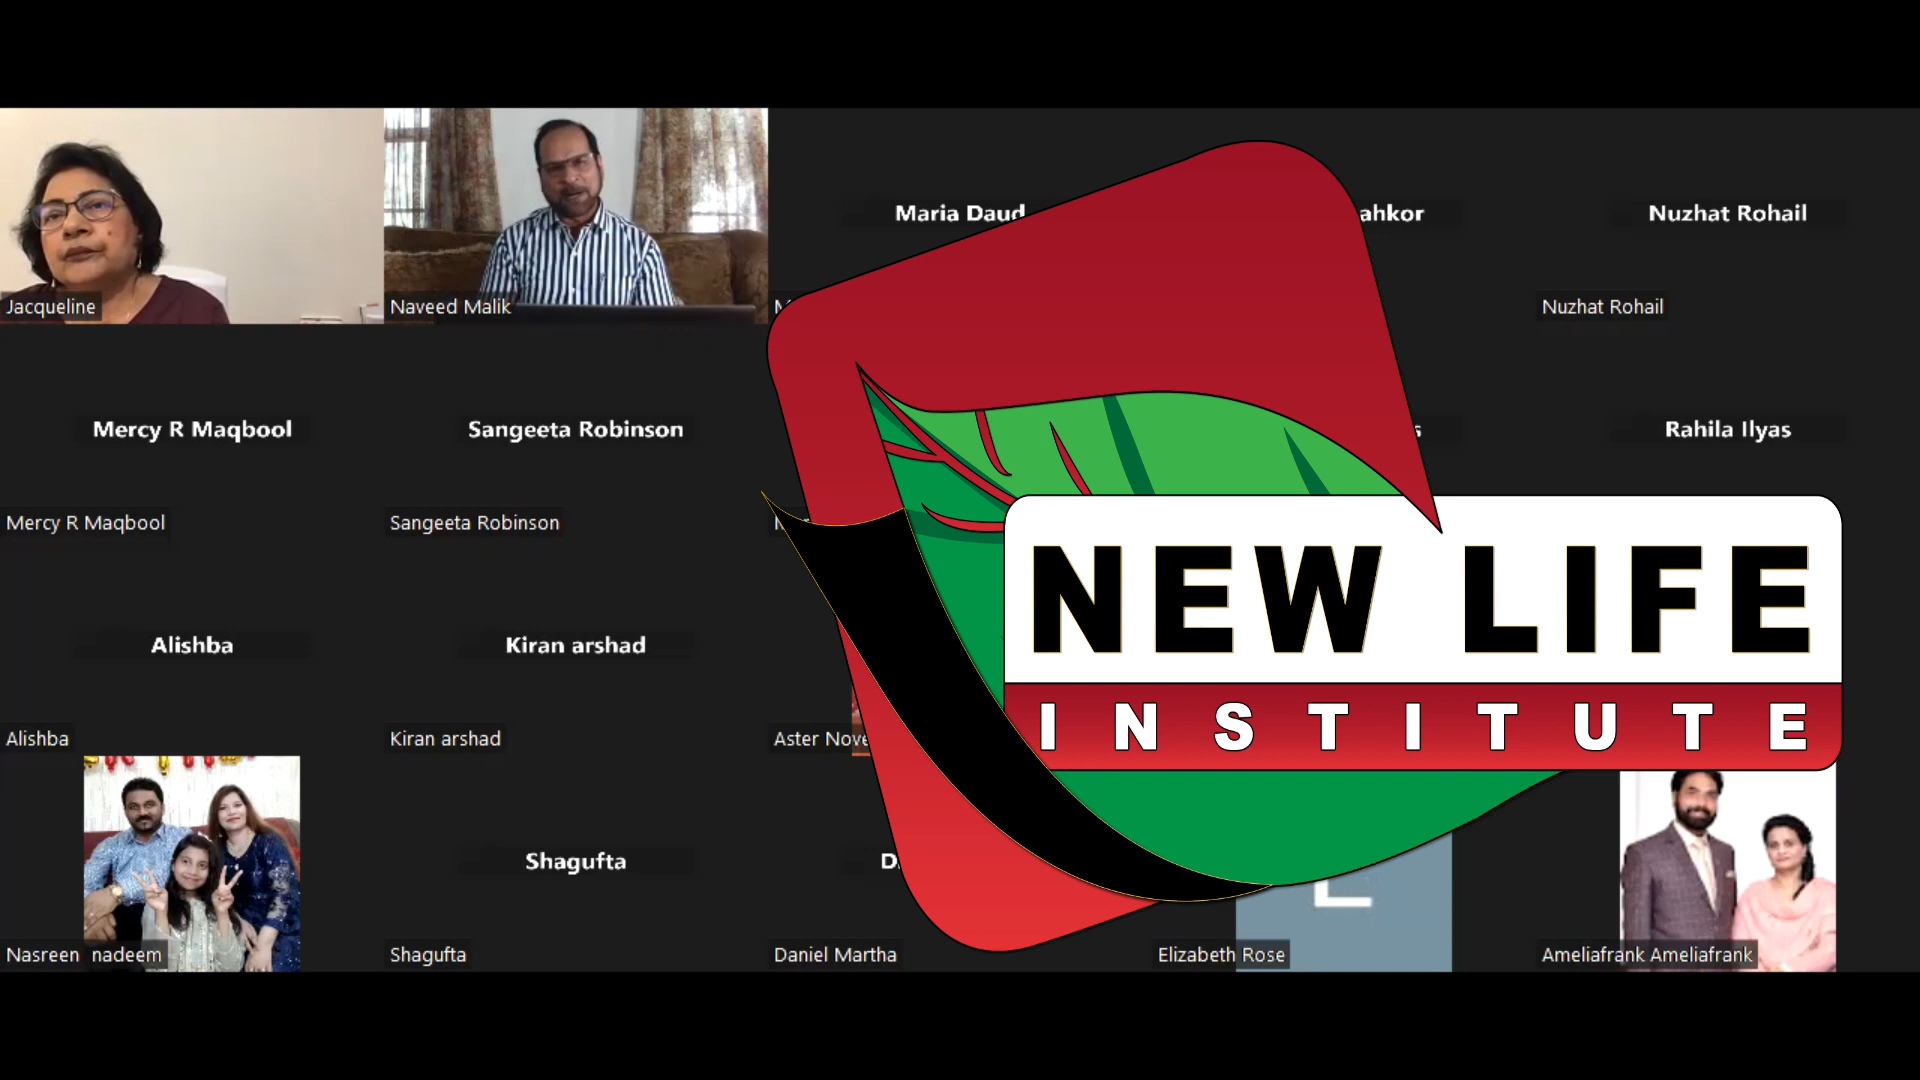 Maria Daud
ahkor
Nuzhat Rohail
Jacqueline
Naveed Malik
Nuzhat Rohail
Mercy R Maqbool
Sangeeta Robinson
s
Rahila Ilyas
Mercy R Maqbool
Sangeeta Robinson
NEW LIFE
INSTITUTE
Alishba
Kiran arshad
Alishba
Kiran arshad
Aster Nove
Shagufta
D
Nasreen nadeem
Shagufta
Daniel Martha
Elizabeth Rose
Ameliafrank Ameliafrank